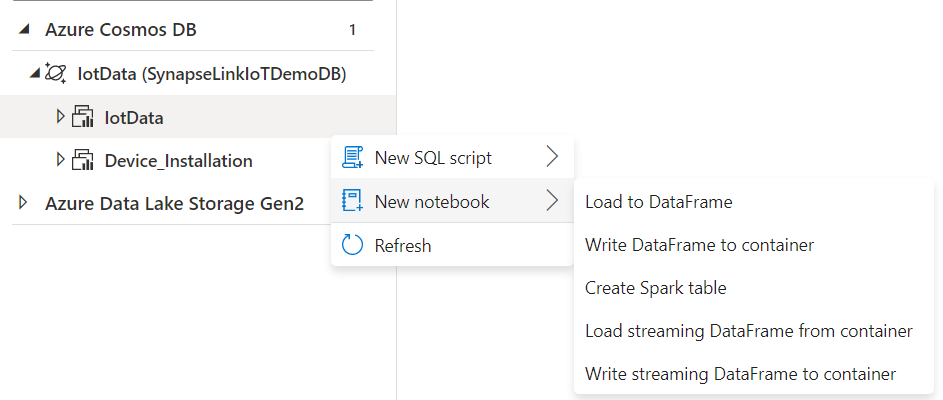 Azure Cosmos DB 1
IotData (SynapseLinkIoTDemoDB)
IotData
Device_Installation
Azure Data Lake Storage Gen2
New SQL script
New notebook
Refresh
Load to DataFrame
Write DataFrame to container
Create Spark table
Load streaming DataFrame from container
Write streaming DataFrame to container